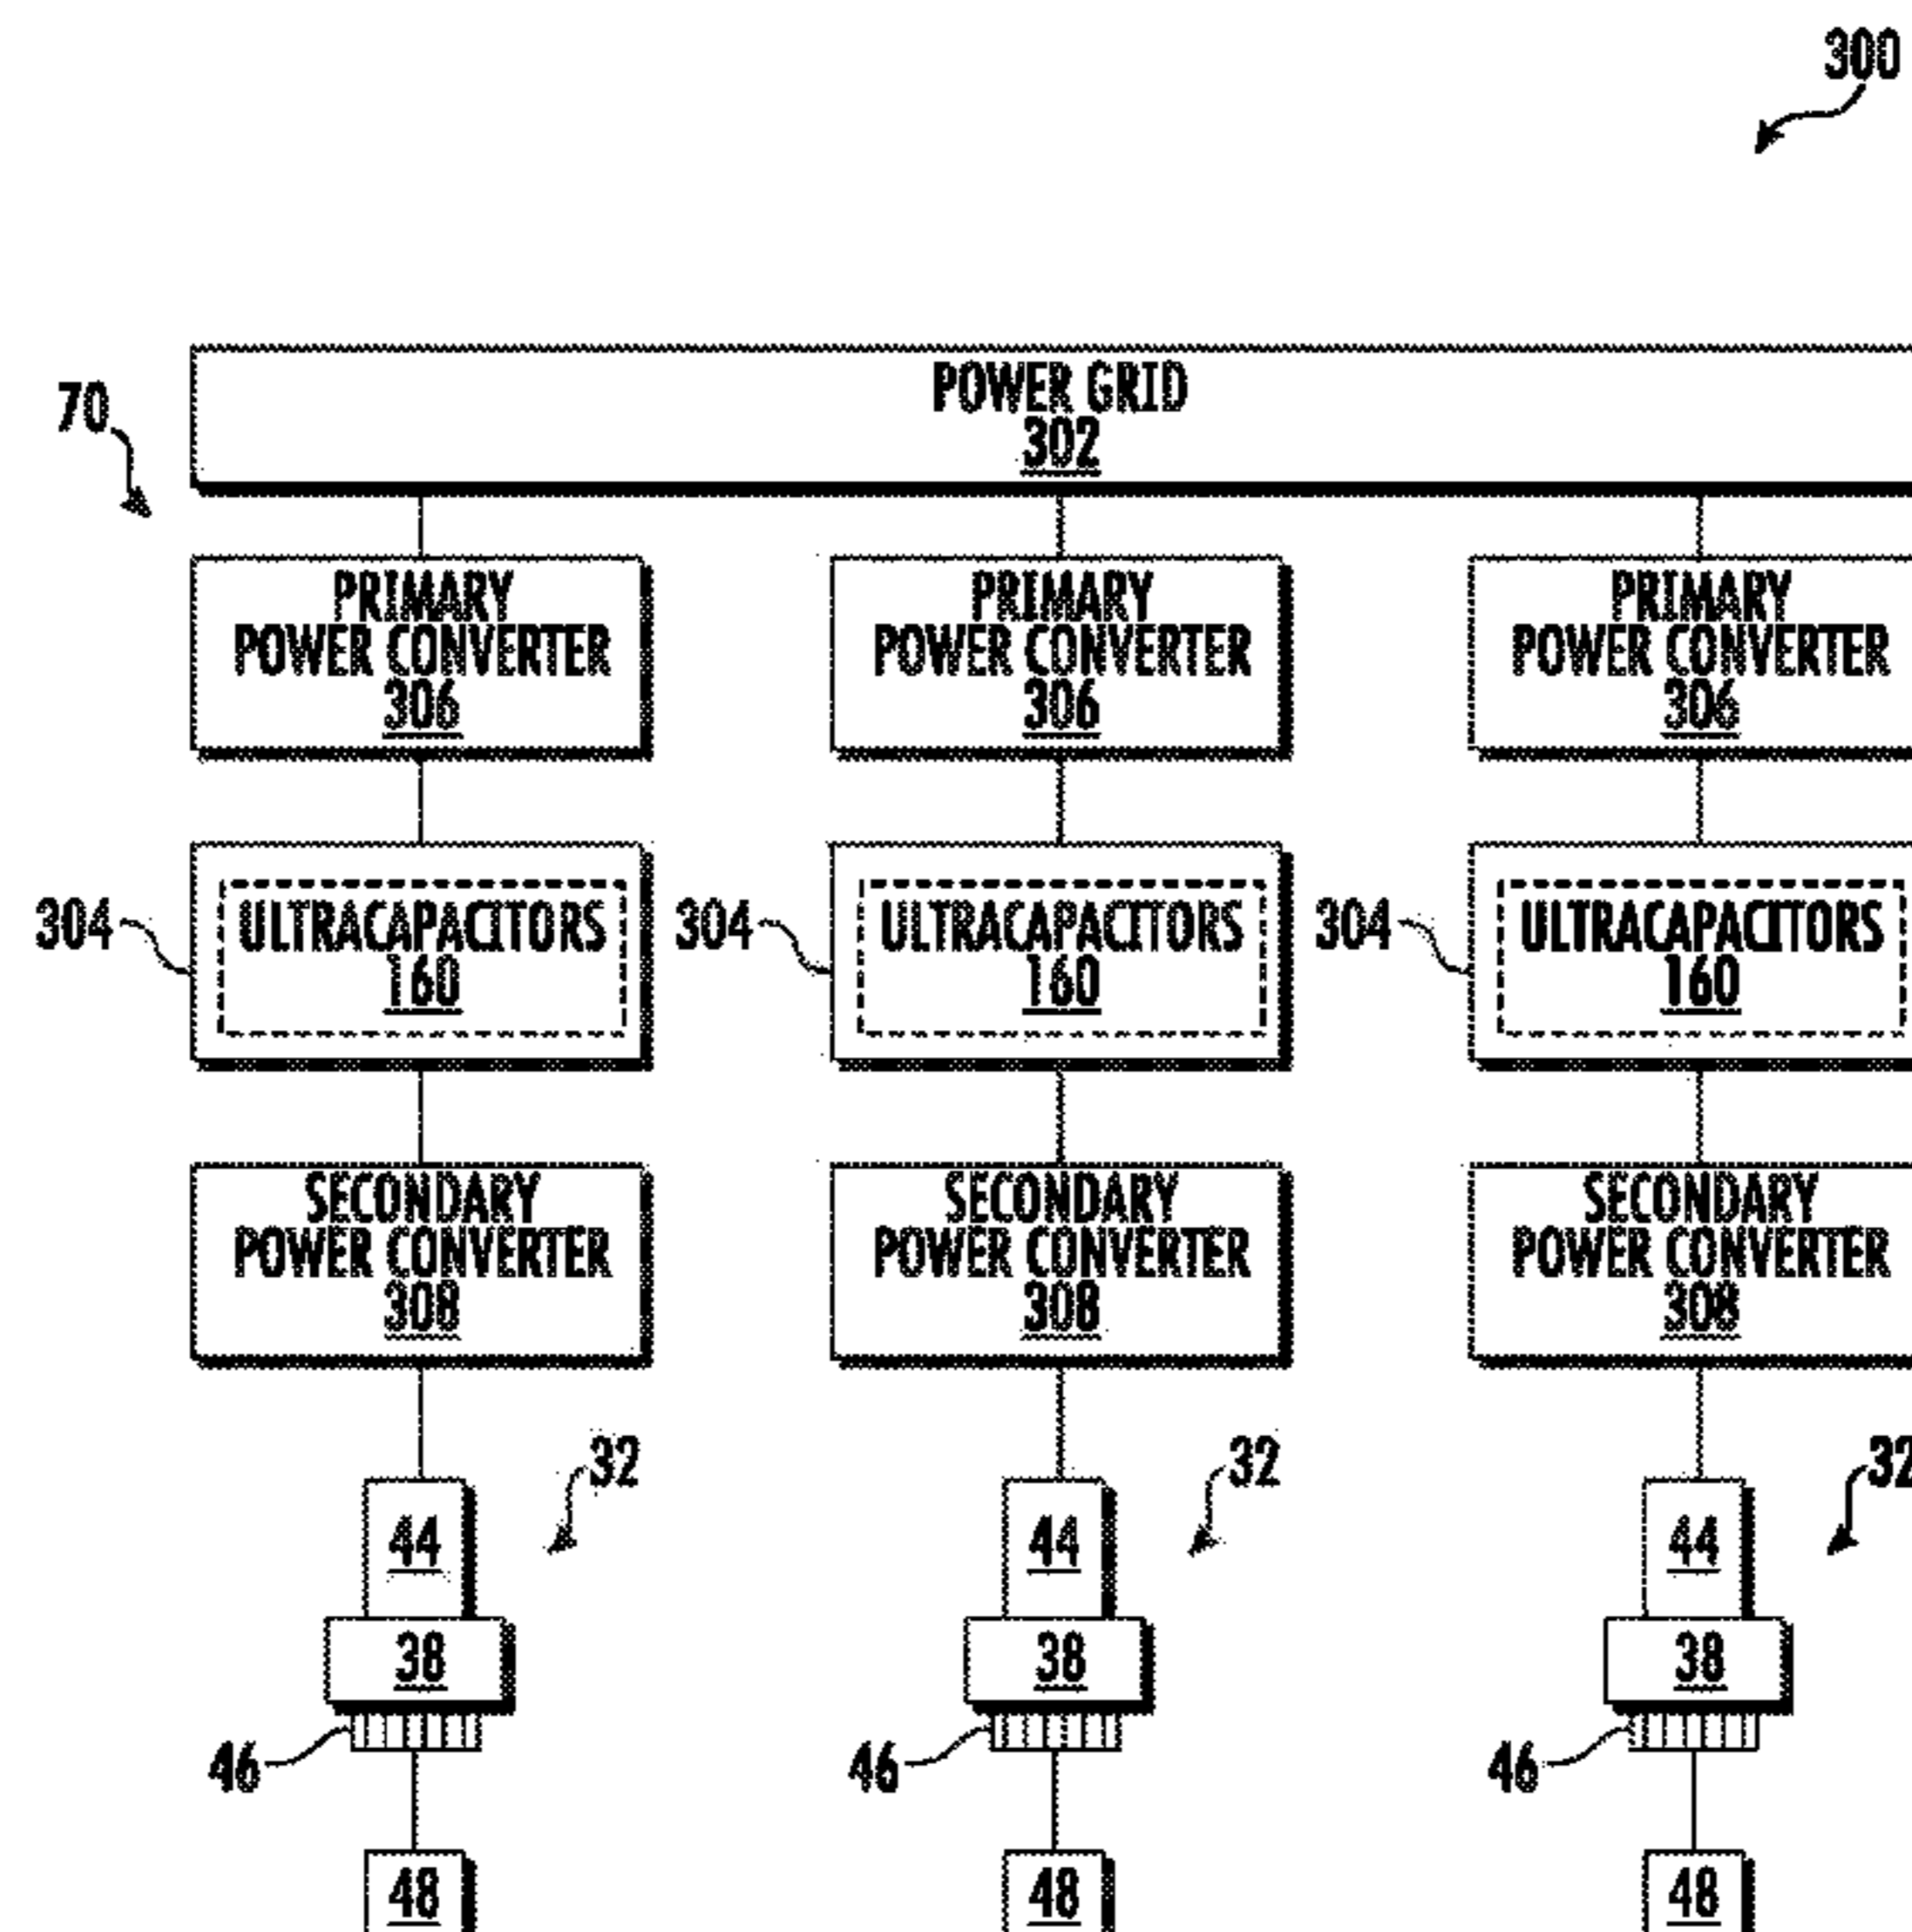 300
POWER GRID
302
70
PRIMARY
POWER CONVERTER
306
PRIMARY
POWER CONVERTER
306
PRIMARY
POWER CONVERTER
306
304
ULTRACAPACITORS
160
304
ULTRACAPACITORS
160
304
ULTRACAPACITORS
160
SECONDARY
POWER CONVERTER
308
SECONDARY
POWER CONVERTER
308
SECONDARY
POWER CONVERTER
308
32
32
32
44
44
44
38
38
38
46
46
46
48
48
48